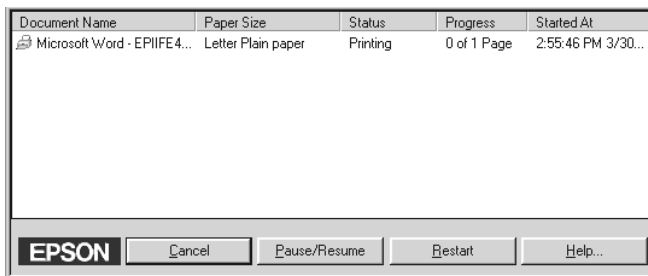 Document Name Paper Size Status Progress Started At
Microsoft Word - EPIIFE4... Letter Plain paper Printing 0 of 1 Page 2:55:46 PM 3/30...
EPSON Cancel Pause/Resume Restart Help...